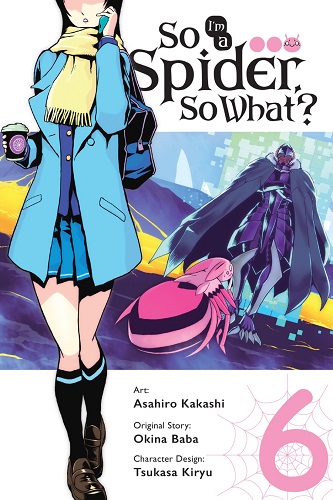 So I'm a
Spider,
So What?
Art:
Asahiro Kakashi
Original Story:
Okina Baba
Character Design:
Tsukasa Kiryu
6